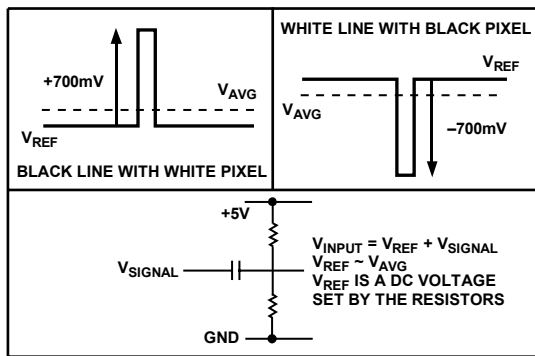 +700mV
VAVG
VREF
BLACK LINE WITH WHITE PIXEL
WHITE LINE WITH BLACK PIXEL
VREF
VAVG
–700mV
+5V
VSIGNAL
VINPUT = VREF + VSIGNAL
VREF ~ VAVG
VREF IS A DC VOLTAGE
SET BY THE RESISTORS
GND